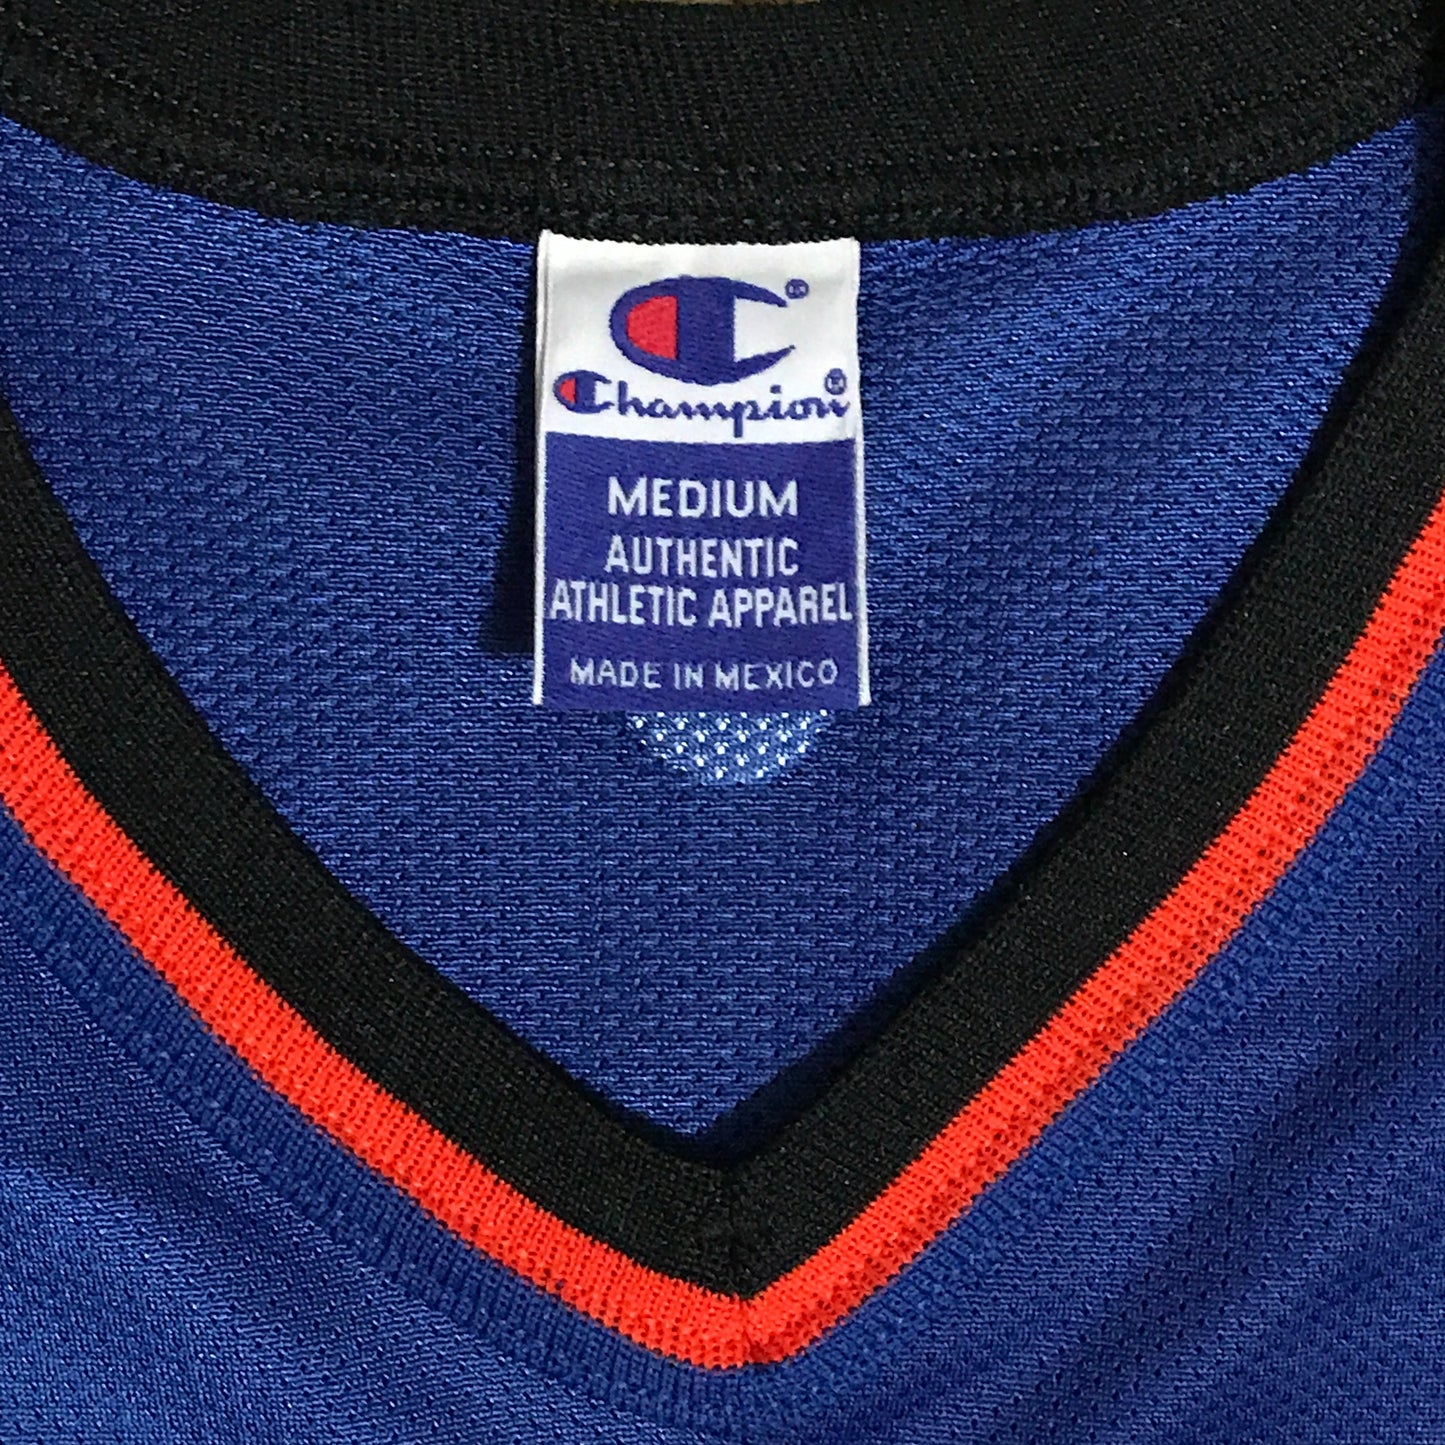 Champion®
MEDIUM
AUTHENTIC
ATHLETIC APPAREL
MADE IN MEXICO